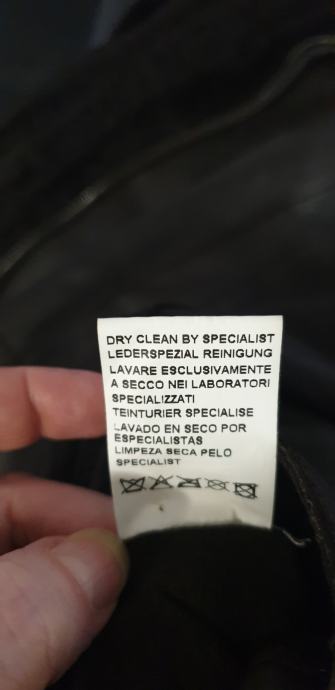 DRY CLEAN BY SPECIALIST
LEDERSPEZIAL REINIGUNG
LAVARE ESCLUSIVAMENTE
A SECCO NEI LABORATORI
SPECIALIZZATI
TEINTURIER SPECIALISE
LAVADO EN SECO POR
ESPECIALISTAS
LIMPEZA SECA PELO
SPECIALIST